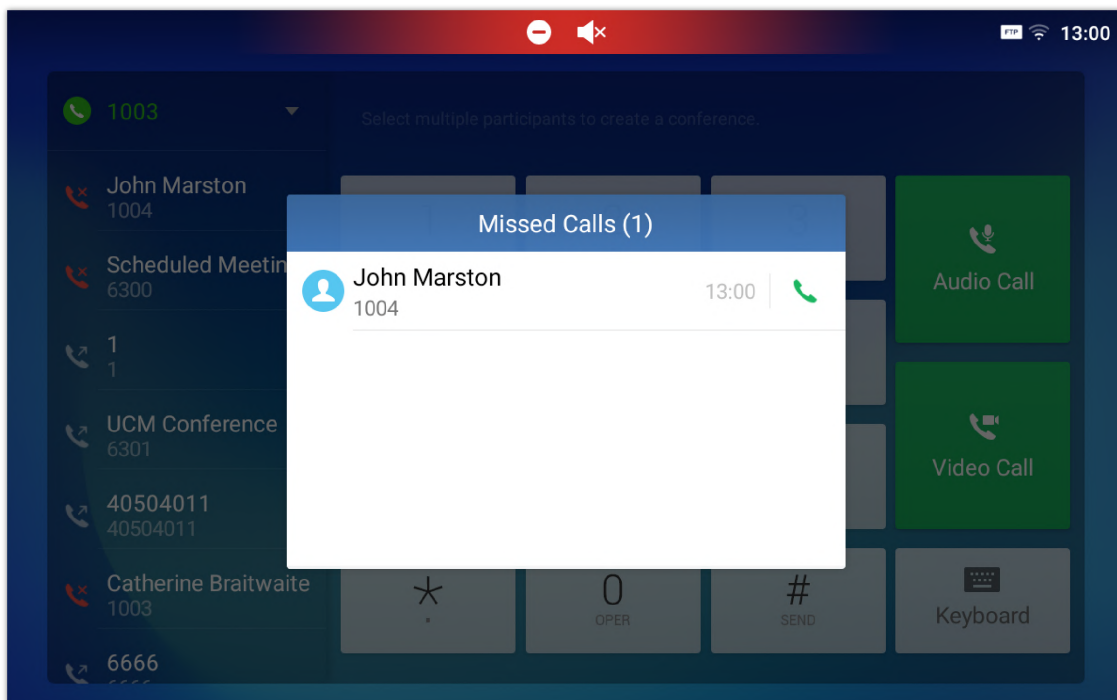 FTP 13:00
1003
Select multiple participants to create a conference.
John Marston
1004
Scheduled Meetin
6300
1
1
UCM Conference
6301
40504011
40504011
Catherine Braitwaite
1003
6666
Missed Calls (1)
John Marston
1004
13:00
Audio Call
Video Call
*
0
OPER
#
SEND
Keyboard